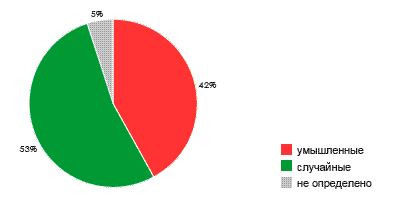 5%
42%
53%
умышленные
случайные
не определено